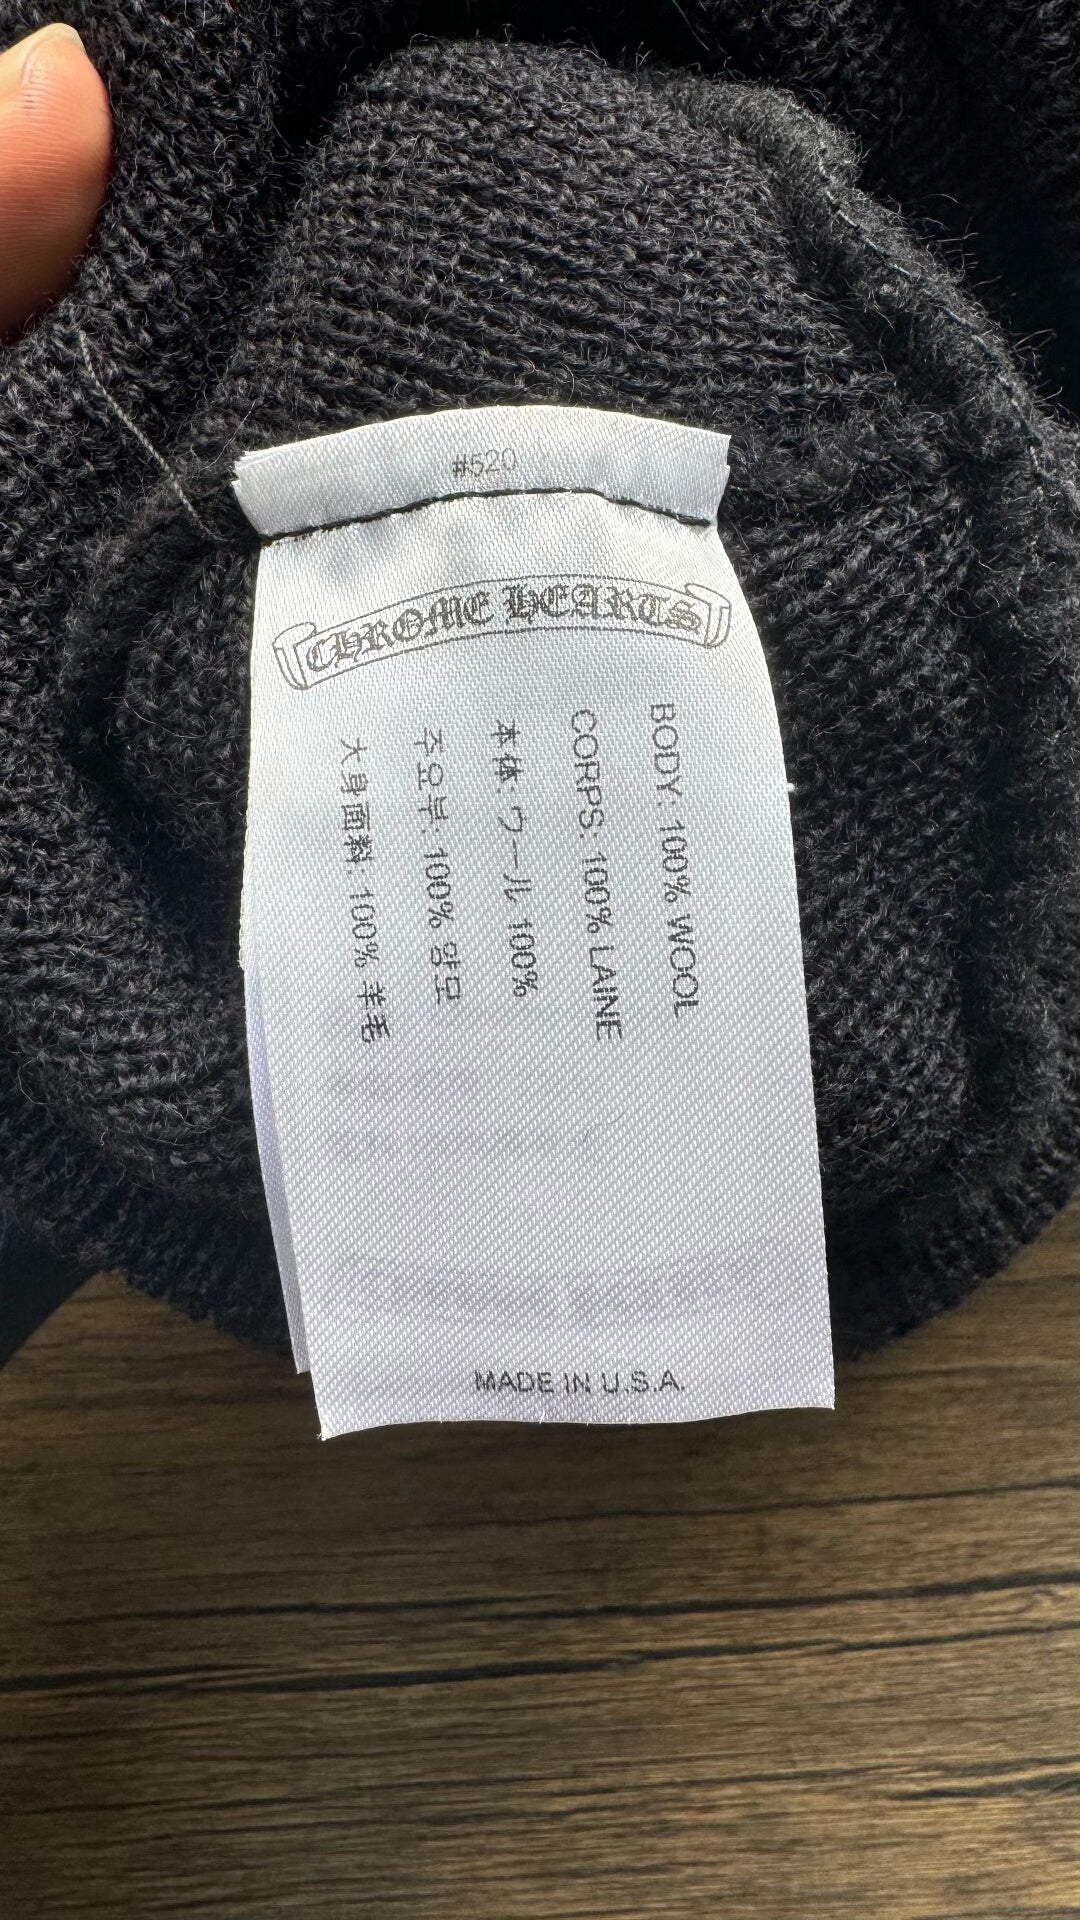 #520
CHROME HEARTS
BODY: 100% WOOL
CORPS: 100% LAINE
本体: ウール 100%
주요부: 100% 양모
大身面料: 100% 羊毛
MADE IN U.S.A.